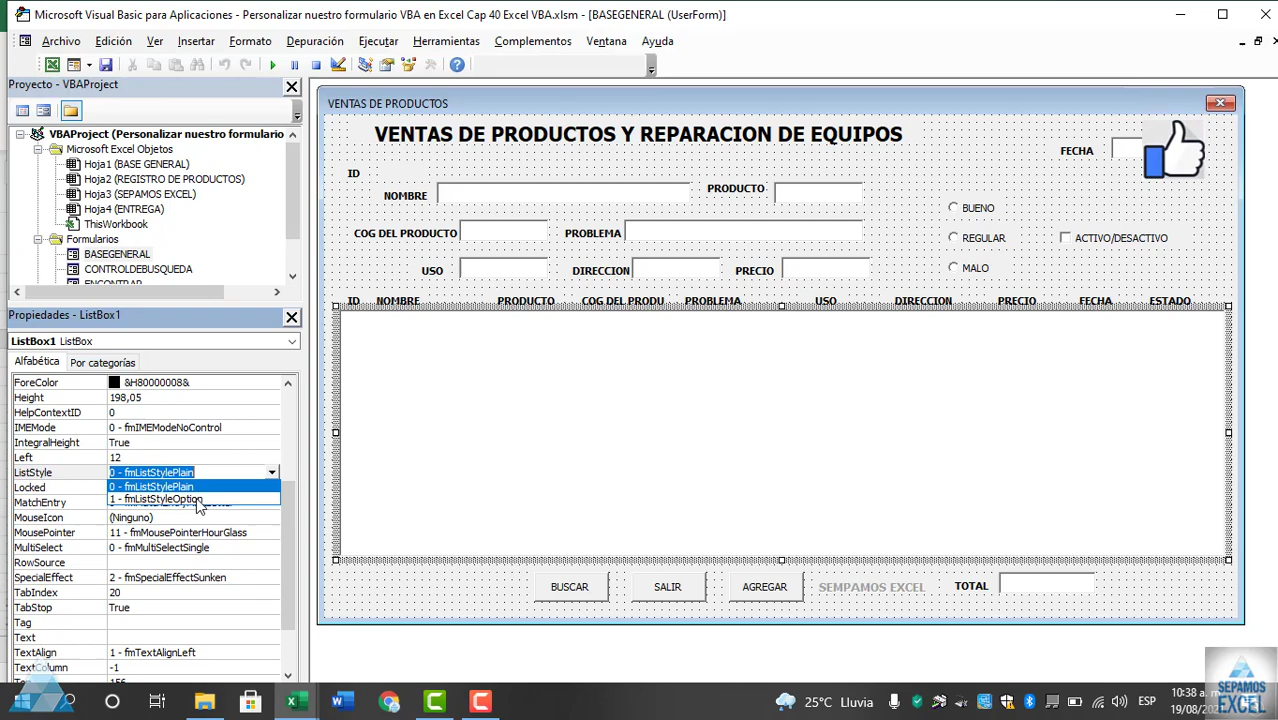 Microsoft Visual Basic para Aplicaciones - Personalizar nuestro formulario VBA en Excel Cap 40 Excel VBA.xlsm - [BASEGENERAL (UserForm)]
Archivo Edición Ver Insertar Formato Depuración Ejecutar Herramientas Complementos Ventana Ayuda
Proyecto - VBAProject
VBAProject (Personalizar nuestro formulario
Microsoft Excel Objetos
Hoja1 (BASE GENERAL)
Hoja2 (REGISTRO DE PRODUCTOS)
Hoja3 (SEPAMOS EXCEL)
Hoja4 (ENTREGA)
ThisWorkbook
Formularios
BASEGENERAL
CONTROLDEBUSQUEDA
ENCONTRAR
Propiedades - ListBox1
ListBox1 ListBox
Alfabética Por categorías
ForeColor &H80000008&
Height 198,05
HelpContextID 0
IMEMode 0 - fmIMEModeNoControl
IntegralHeight True
Left 12
ListStyle 0 - fmListStylePlain
Locked 0 - fmListStylePlain
1 - fmListStyleOption
MatchEntry
MouseIcon (Ninguno)
MousePointer 11 - fmMousePointerHourGlass
MultiSelect 0 - fmMultiSelectSingle
RowSource
SpecialEffect 2 - fmSpecialEffectSunken
TabIndex 20
TabStop True
Tag
Text
TextAlign 1 - fmTextAlignLeft
TextColumn -1
VENTAS DE PRODUCTOS
VENTAS DE PRODUCTOS Y REPARACION DE EQUIPOS
FECHA
ID
NOMBRE PRODUCTO
BUENO
COG DEL PRODUCTO PROBLEMA
REGULAR ACTIVO/DESACTIVO
USO DIRECCION PRECIO
MALO
ID NOMBRE PRODUCTO COG DEL PRODU PROBLEMA USO DIRECCION PRECIO FECHA ESTADO
BUSCAR SALIR AGREGAR SEMPAMOS EXCEL TOTAL
SEPAMOS
EXCEL
25°C Lluvia ESP 10:38 a. m.